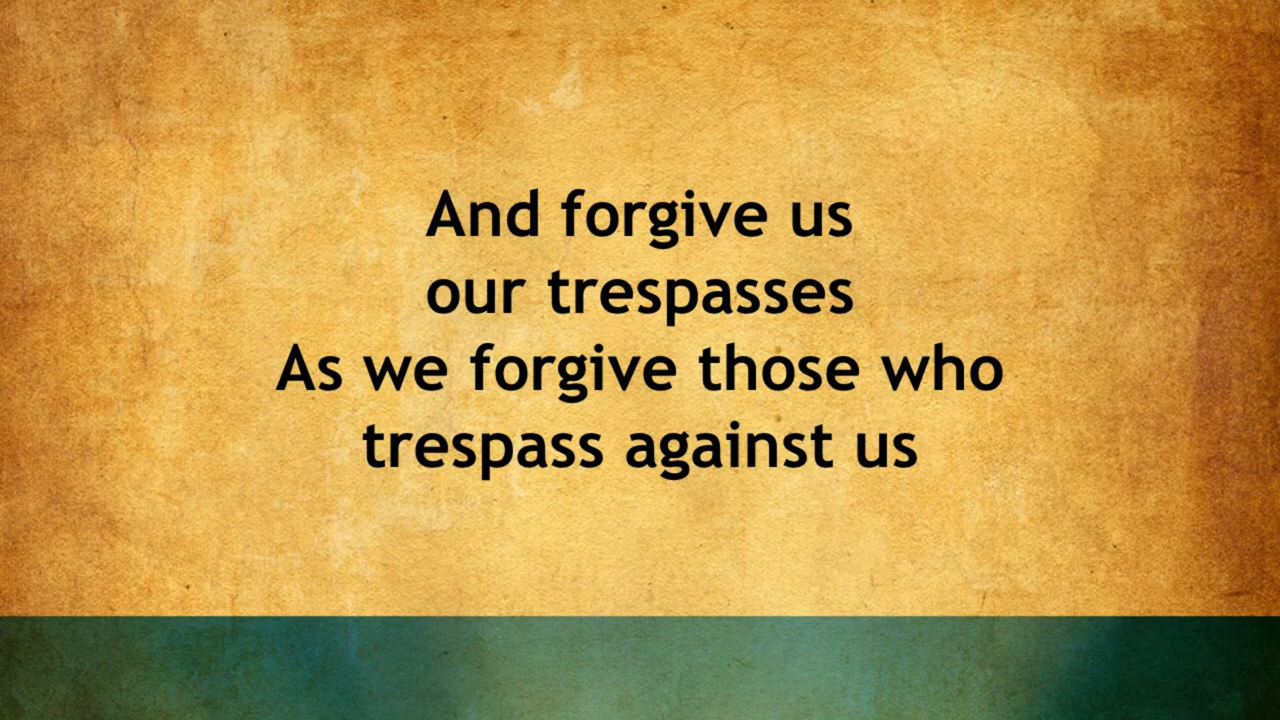 And forgive us
our trespasses
As we forgive those who
trespass against us